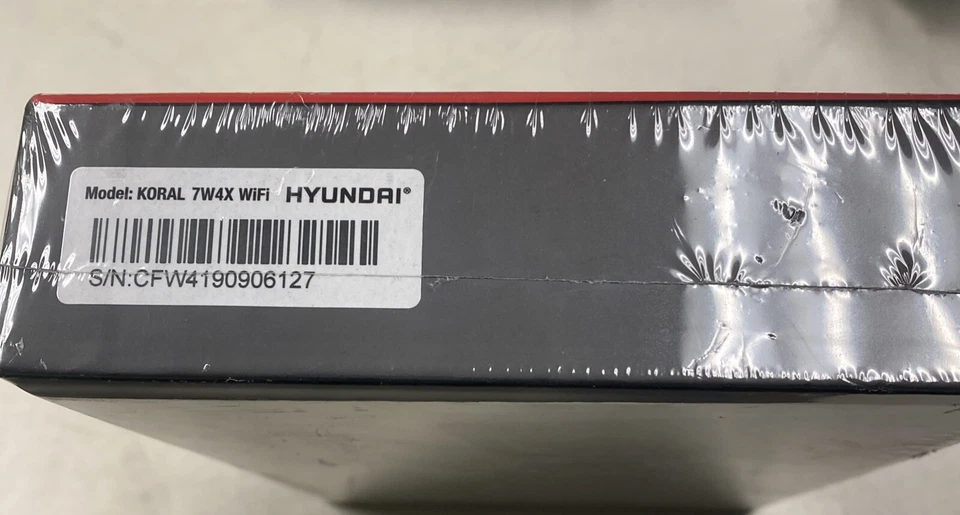 Model: KORAL 7W4X WiFi HYUNDAI®
S/N:CFW4190906127